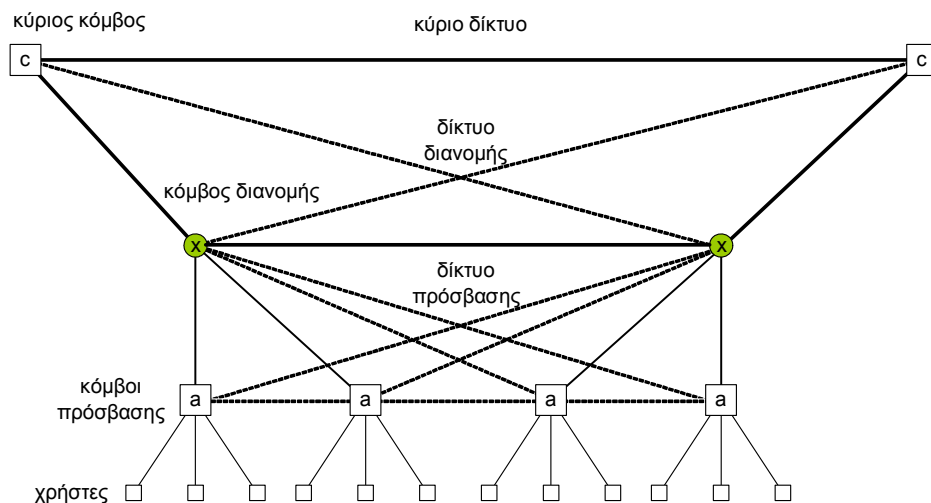 κύριος κόμβος
κύριο δίκτυο
c
c
δίκτυο
διανομής
κόμβος διανομής
x
x
δίκτυο
πρόσβασης
κόμβοι
πρόσβασης
a
a
a
a
χρήστες